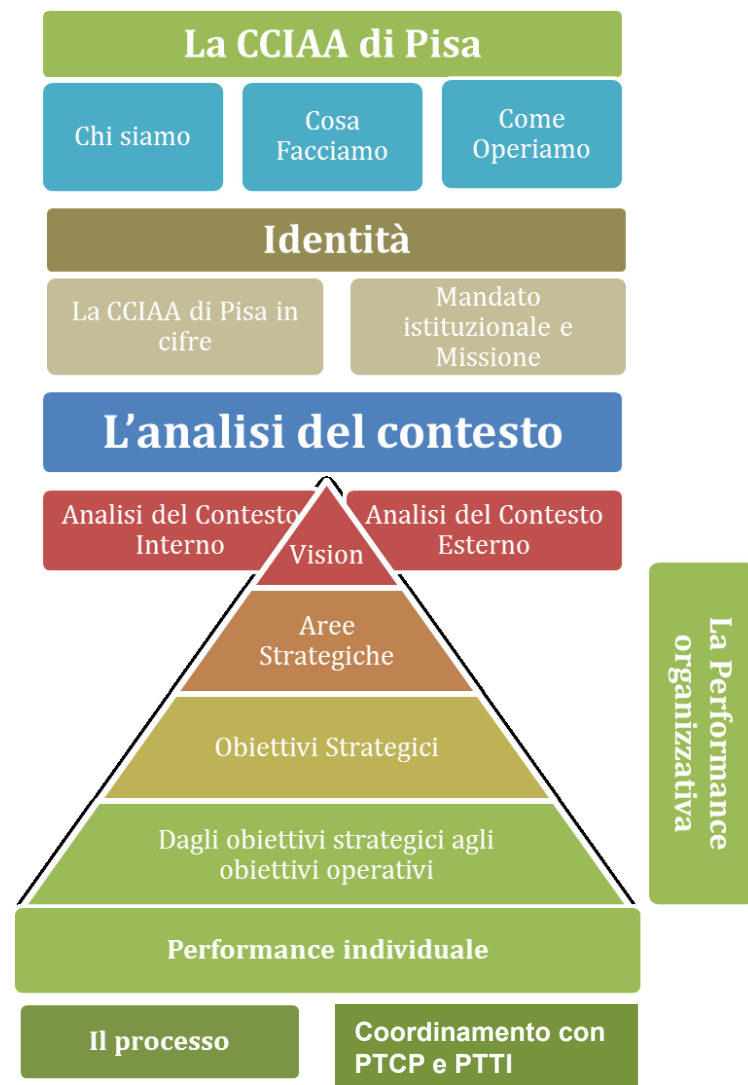 La CCIAA di Pisa
Chi siamo
Cosa
Facciamo
Come
Operiamo
Identità
La CCIAA di Pisa in
cifre
Mandato
istituzionale e
Missione
L’analisi del contesto
Analisi del Contesto
Interno
Vision
Analisi del Contesto
Esterno
Aree
Strategiche
Obiettivi Strategici
Dagli obiettivi strategici agli
obiettivi operativi
La Performance
organizzativa
Performance individuale
Il processo
Coordinamento con
PTCP e PTTI